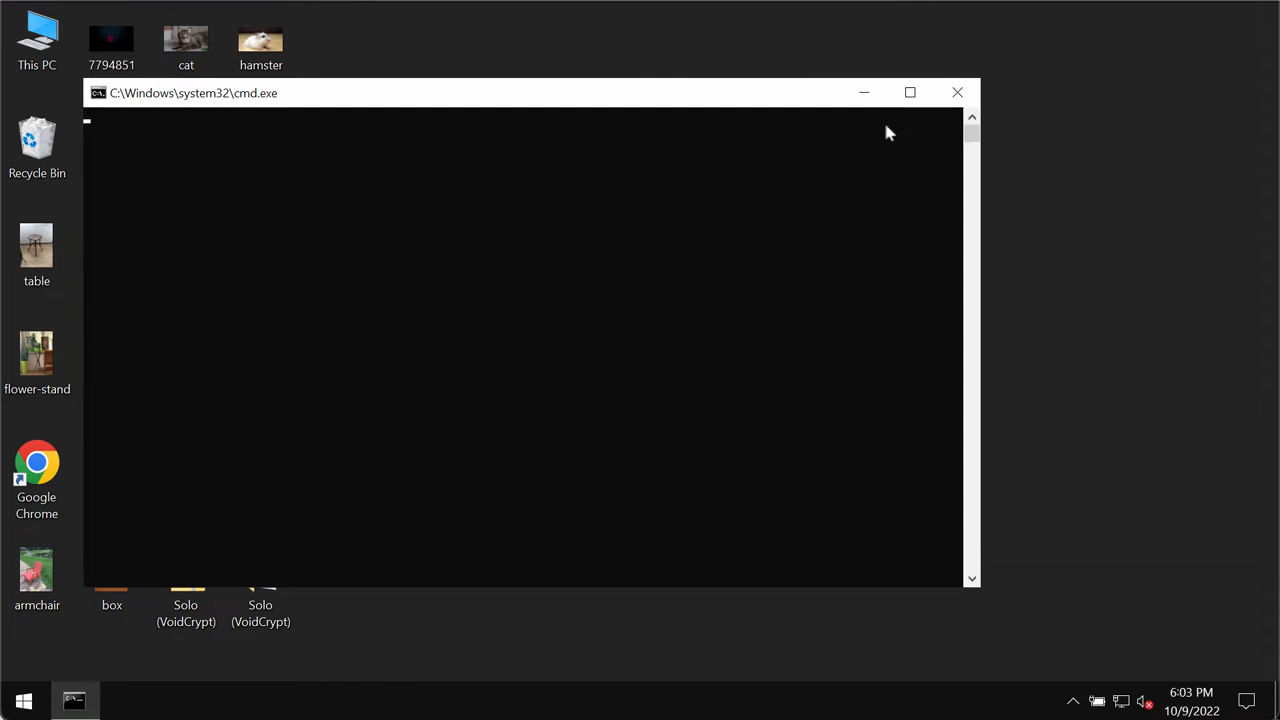 This PC
7794851
cat
hamster
C:\Windows\system32\cmd.exe
Recycle Bin
table
flower-stand
Google
Chrome
armchair
box
Solo
(VoidCrypt)
Solo
(VoidCrypt)
6:03 PM
10/9/2022